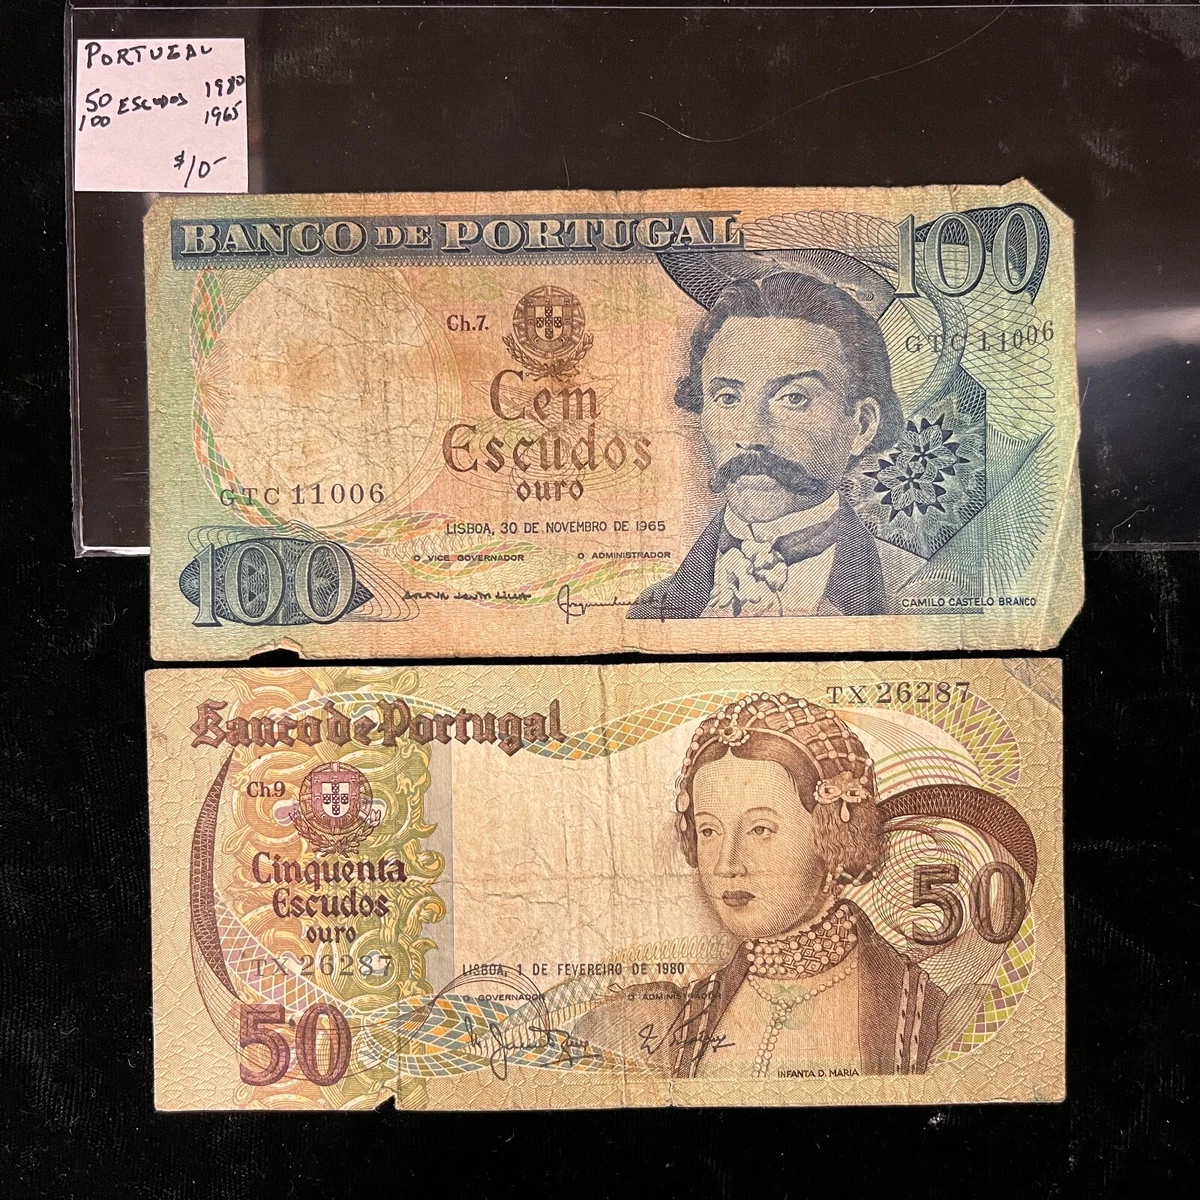 PORTUGAL
50 ESCUDOS 1980
100 1965
$10-
BANCO DE PORTUGAL
100
Ch.7.
GTC 11006
Cem
Escudos
ouro
GTC 11006
LISBOA, 30 DE NOVEMBRO DE 1965
O VICE GOVERNADOR O ADMINISTRADOR
100
CAMILO CASTELO BRANCO
TX 26287
Banco de Portugal
Ch.9
50
Cinquenta
Escudos
ouro
TX 26287
LISBOA, 1 DE FEVEREIRO DE 1980
O GOVERNADOR O ADMINISTRADOR
50
INFANTA D. MARIA